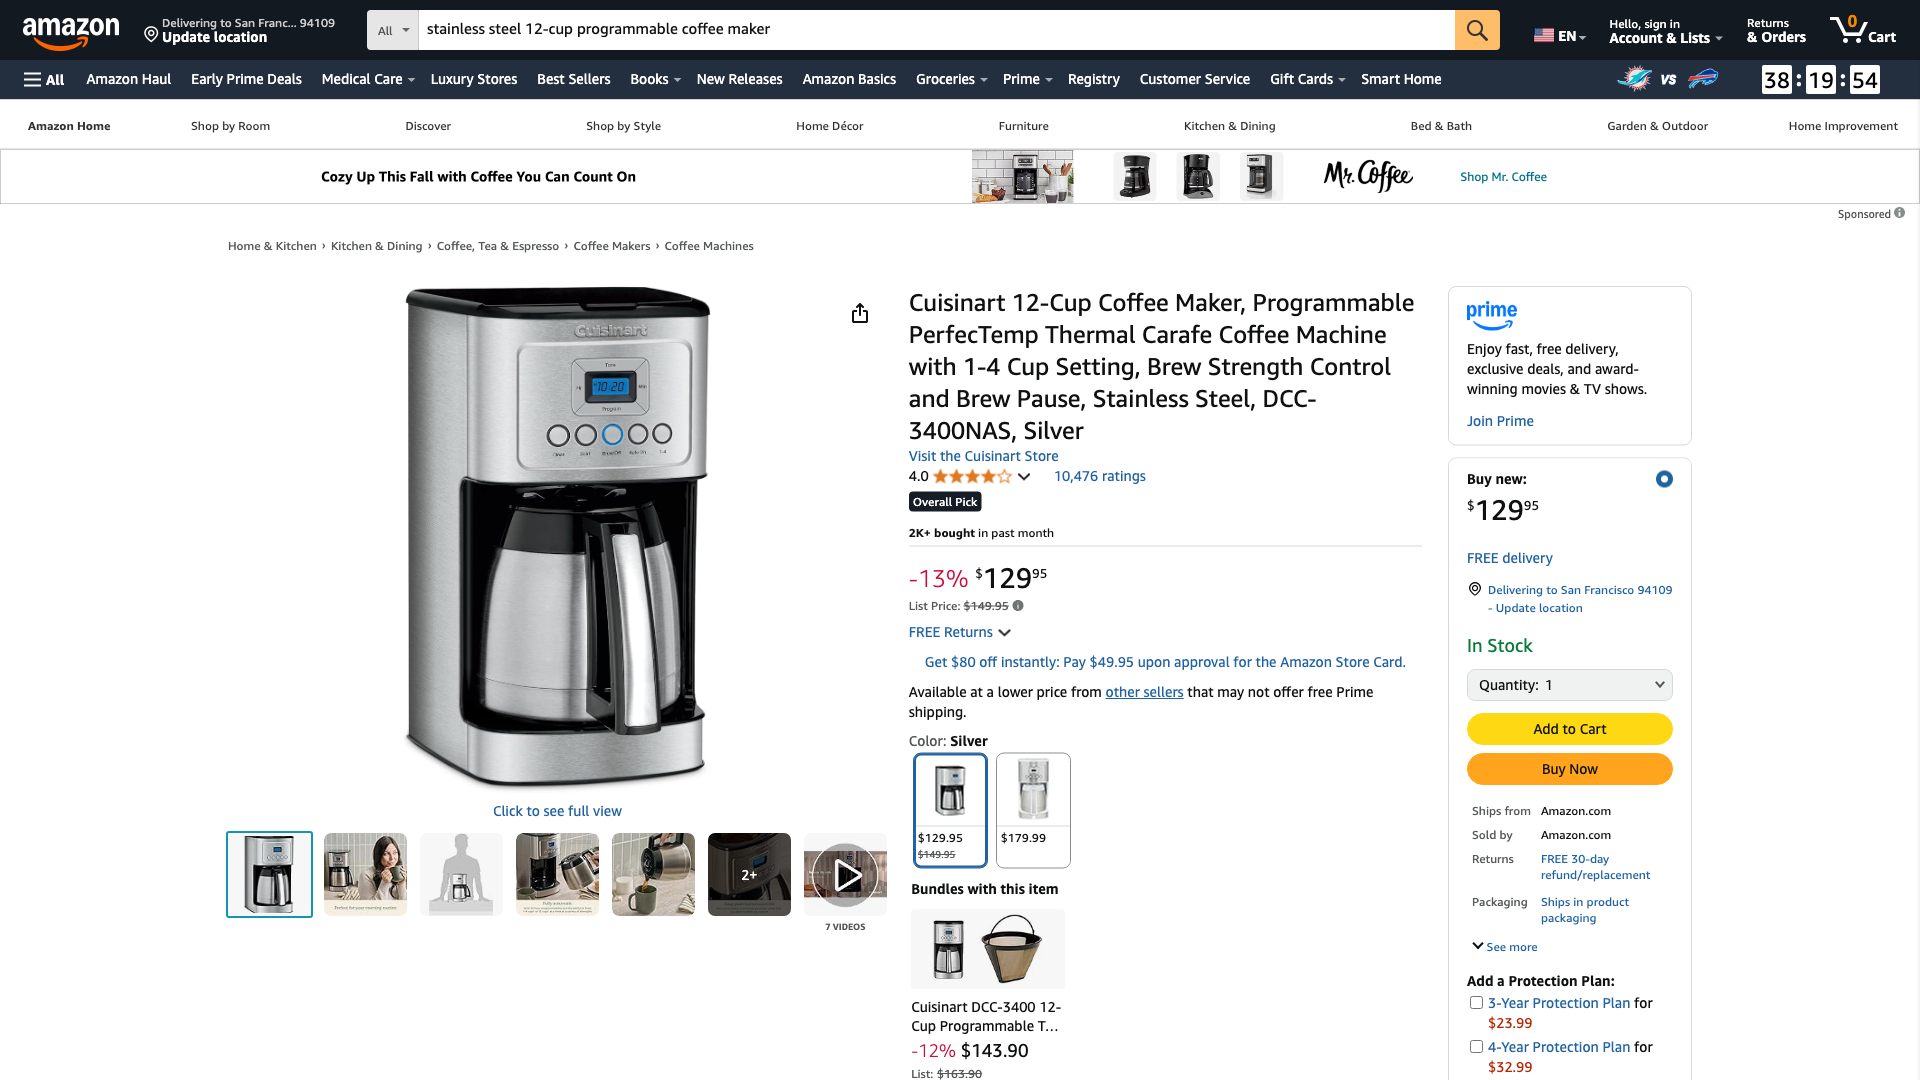 amazon
Delivering to San Franc... 94109
Update location
All
stainless steel 12-cup programmable coffee maker
EN
Hello, sign in
Account & Lists
Returns
& Orders
0
Cart
All
Amazon Haul
Early Prime Deals
Medical Care
Luxury Stores
Best Sellers
Books
New Releases
Amazon Basics
Groceries
Prime
Registry
Customer Service
Gift Cards
Smart Home
VS
38 : 19 : 54
Amazon Home
Shop by Room
Discover
Shop by Style
Home Décor
Furniture
Kitchen & Dining
Bed & Bath
Garden & Outdoor
Home Improvement
Cozy Up This Fall with Coffee You Can Count On
Mr. Coffee
Shop Mr. Coffee
Sponsored
Home & Kitchen › Kitchen & Dining › Coffee, Tea & Espresso › Coffee Makers › Coffee Machines
Cuisinart
Time
10:20
Program
Click to see full view
2+
7 VIDEOS
Cuisinart 12-Cup Coffee Maker, Programmable
PerfecTemp Thermal Carafe Coffee Machine
with 1-4 Cup Setting, Brew Strength Control
and Brew Pause, Stainless Steel, DCC-
3400NAS, Silver
Visit the Cuisinart Store
4.0
10,476 ratings
Overall Pick
2K+ bought in past month
-13% $129 95
List Price: $149.95
FREE Returns
Get $80 off instantly: Pay $49.95 upon approval for the Amazon Store Card.
Available at a lower price from other sellers that may not offer free Prime
shipping.
Color: Silver
$129.95
$149.95
$179.99
Bundles with this item
Cuisinart DCC-3400 12-
Cup Programmable T…
-12% $143.90
List: $163.90
prime
Enjoy fast, free delivery,
exclusive deals, and award-
winning movies & TV shows.
Join Prime
Buy new:
$129 95
FREE delivery
Delivering to San Francisco 94109
- Update location
In Stock
Quantity: 1
Add to Cart
Buy Now
Ships from Amazon.com
Sold by Amazon.com
Returns FREE 30-day
refund/replacement
Packaging Ships in product
packaging
See more
Add a Protection Plan:
3-Year Protection Plan for
$23.99
4-Year Protection Plan for
$32.99